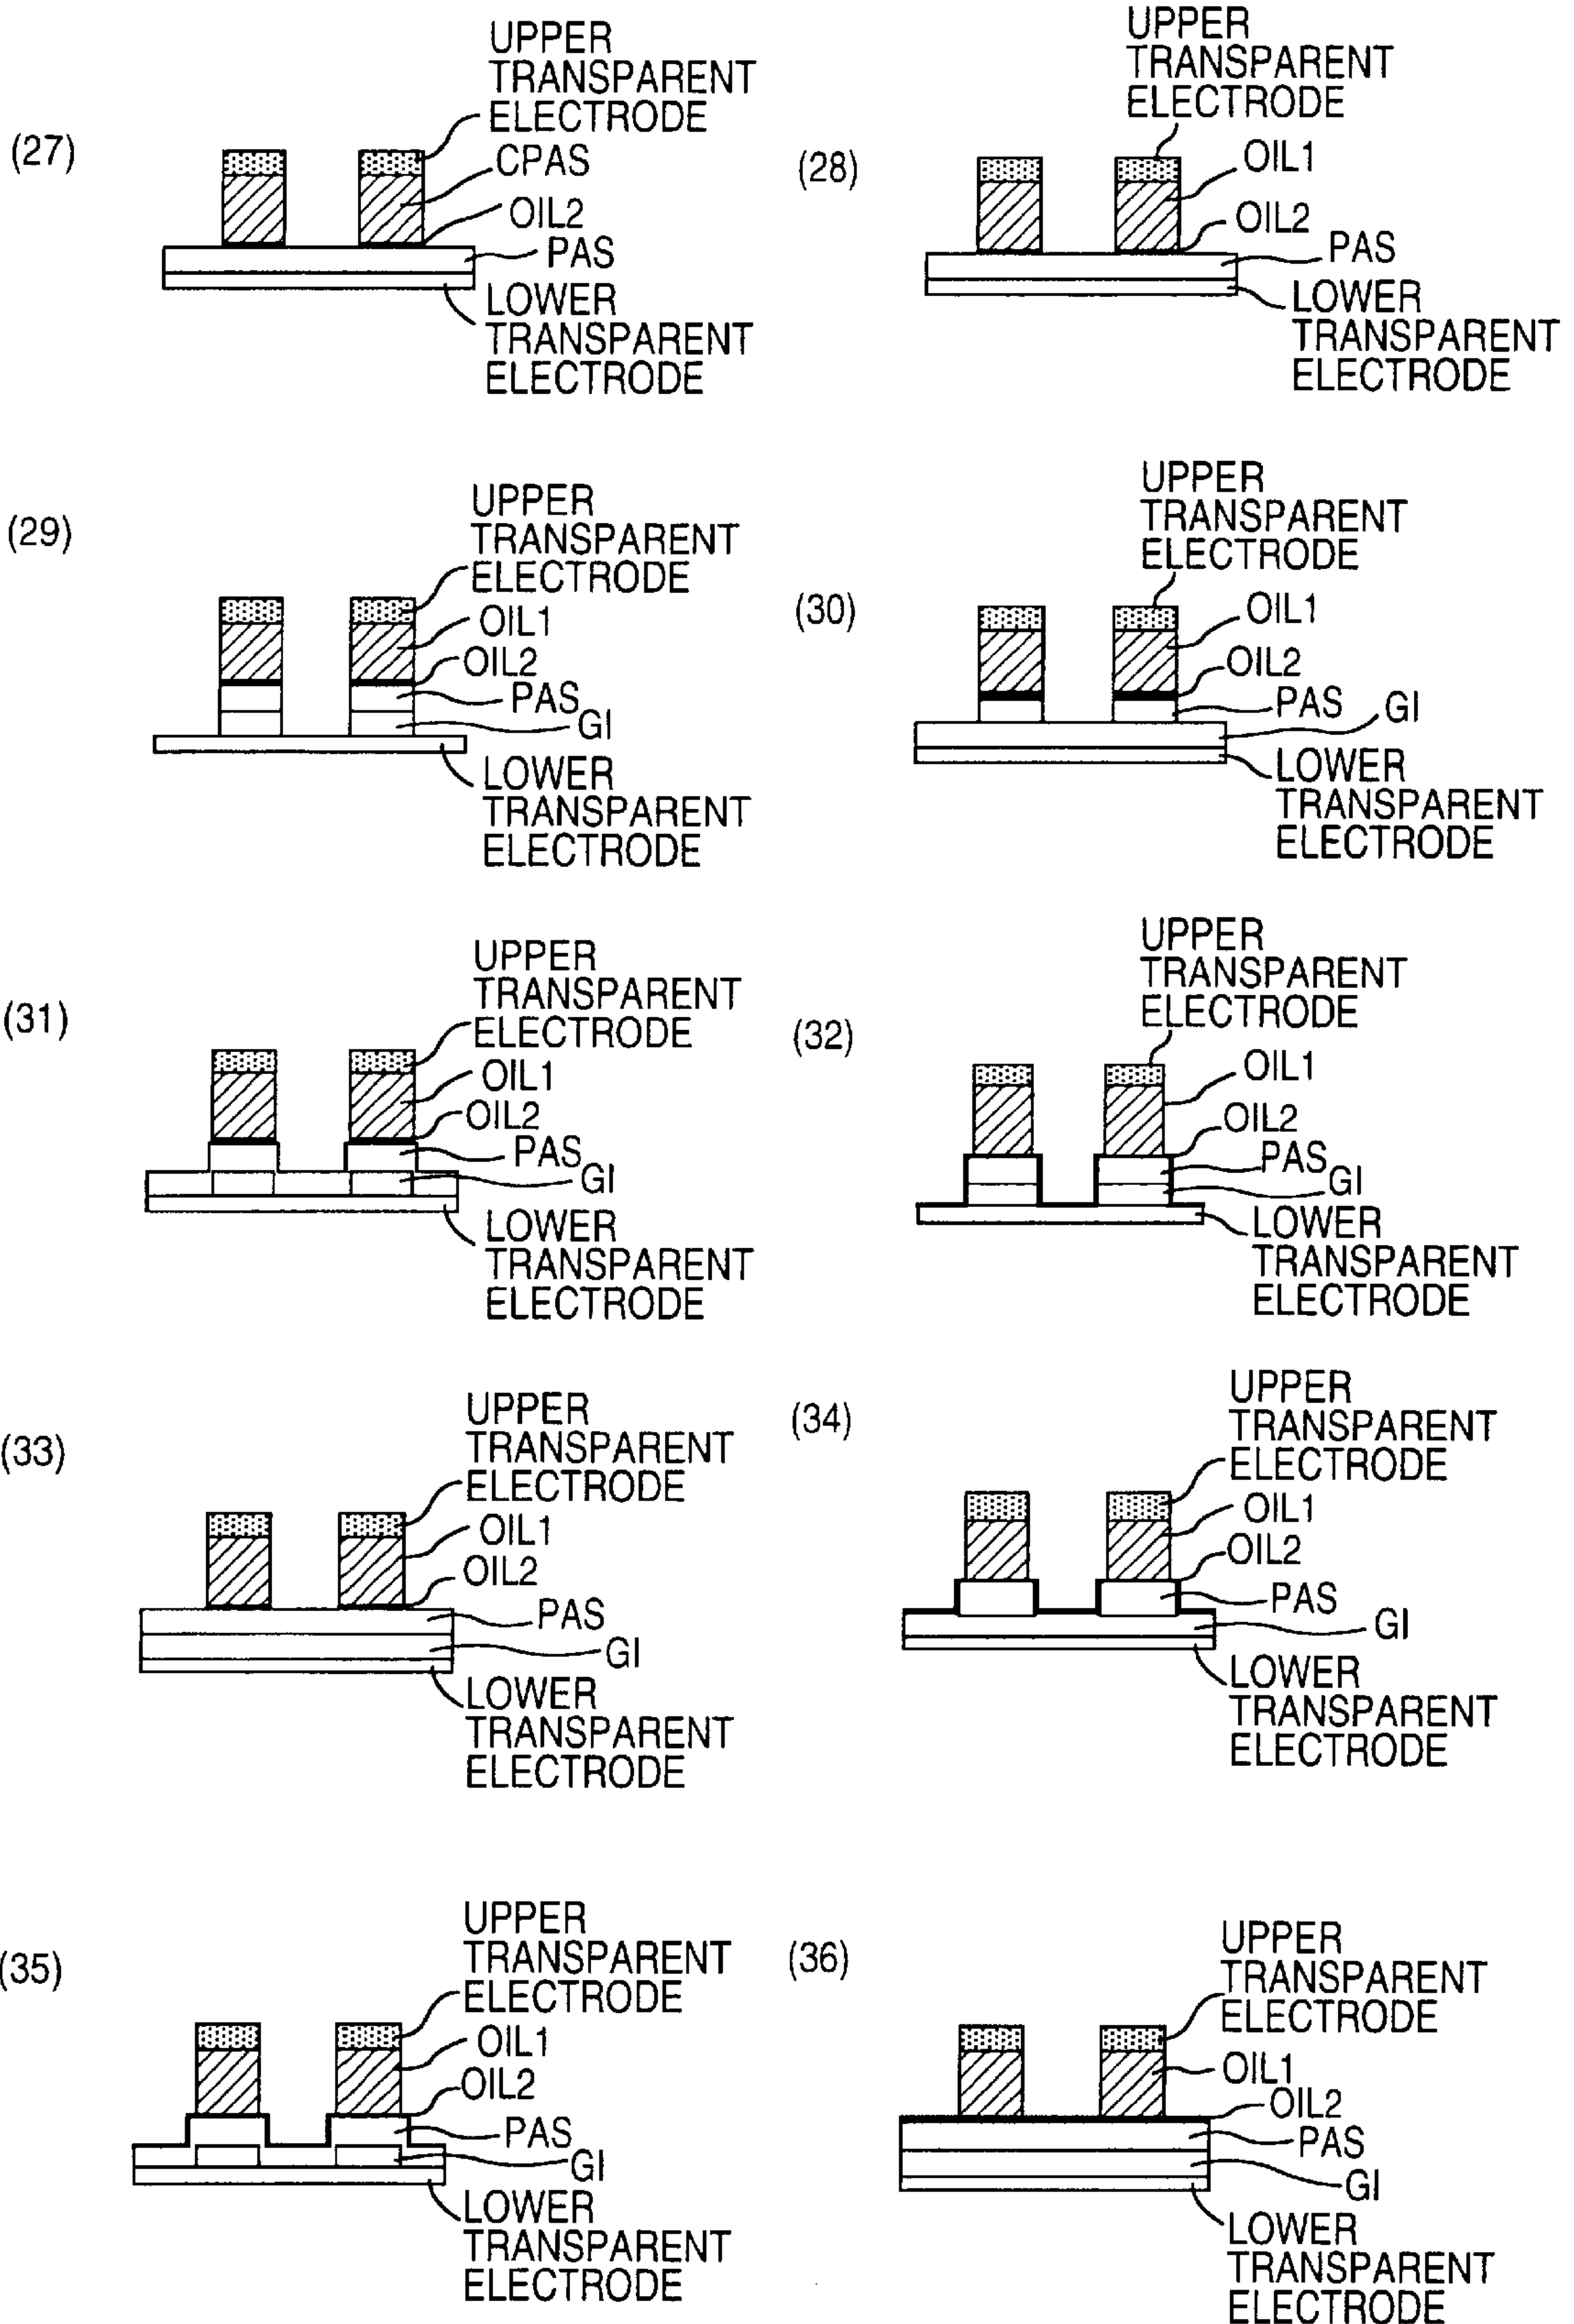 (27)
UPPER
TRANSPARENT
ELECTRODE
CPAS
OIL2
PAS
LOWER
TRANSPARENT
ELECTRODE
(28)
UPPER
TRANSPARENT
ELECTRODE
OIL1
OIL2
PAS
LOWER
TRANSPARENT
ELECTRODE
(29)
UPPER
TRANSPARENT
ELECTRODE
OIL1
OIL2
PAS
GI
LOWER
TRANSPARENT
ELECTRODE
(30)
UPPER
TRANSPARENT
ELECTRODE
OIL1
OIL2
PAS
GI
LOWER
TRANSPARENT
ELECTRODE
(31)
UPPER
TRANSPARENT
ELECTRODE
OIL1
OIL2
PAS
GI
LOWER
TRANSPARENT
ELECTRODE
(32)
UPPER
TRANSPARENT
ELECTRODE
OIL1
OIL2
PAS
GI
LOWER
TRANSPARENT
ELECTRODE
(33)
UPPER
TRANSPARENT
ELECTRODE
OIL1
OIL2
PAS
GI
LOWER
TRANSPARENT
ELECTRODE
(34)
UPPER
TRANSPARENT
ELECTRODE
OIL1
OIL2
PAS
GI
LOWER
TRANSPARENT
ELECTRODE
(35)
UPPER
TRANSPARENT
ELECTRODE
OIL1
OIL2
PAS
GI
LOWER
TRANSPARENT
ELECTRODE
(36)
UPPER
TRANSPARENT
ELECTRODE
OIL1
OIL2
PAS
GI
LOWER
TRANSPARENT
ELECTRODE